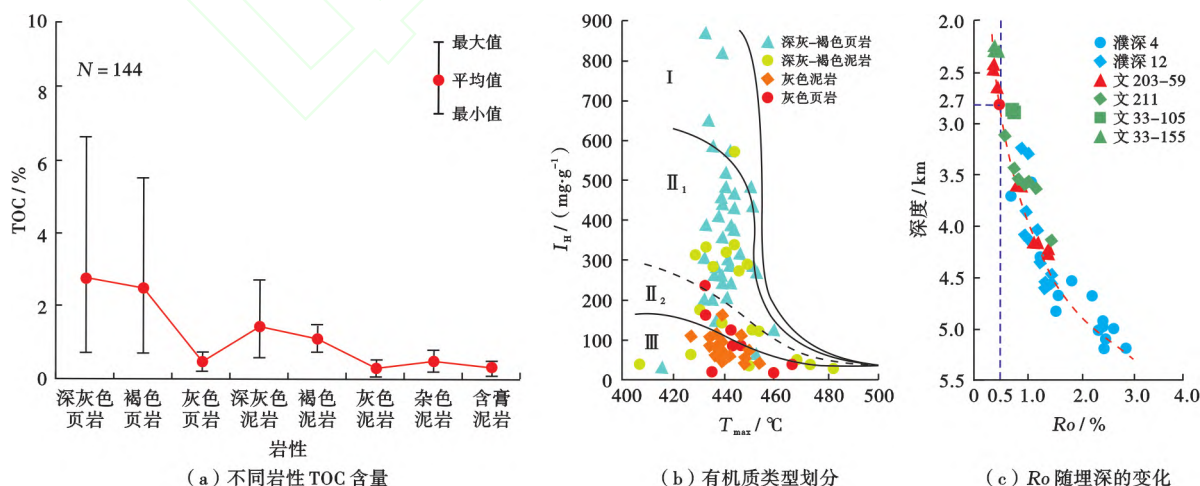 10
8
6
4
2
0
TOC / %
N = 144
最大值
平均值
最小值
深灰色
页岩
褐色
页岩
灰色
页岩
深灰色
泥岩
褐色
泥岩
灰色
泥岩
杂色
泥岩
含膏
泥岩
岩性
(a) 不同岩性 TOC 含量
900
800
700
600
500
400
300
200
100
0
I_H / (mg·g⁻¹)
深灰-褐色页岩
深灰-褐色泥岩
灰色泥岩
灰色页岩
Ⅰ
Ⅱ₁
Ⅱ₂
Ⅲ
400 420 440 460 480 500
T_max / ℃
(b) 有机质类型划分
2.0
2.5
2.7
3.0
3.5
4.0
4.5
5.0
5.5
深度 / km
濮深 4
濮深 12
文 203-59
文 211
文 33-105
文 33-155
0 0.5 1.0 2.0 3.0 4.0
Ro / %
(c) Ro 随埋深的变化